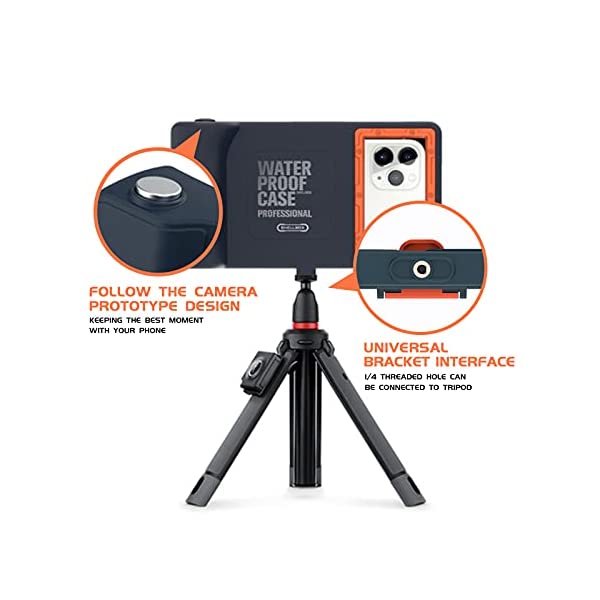 WATER
PROOF
CASE
PROFESSIONAL
SHELLBOX
FOLLOW THE CAMERA
PROTOTYPE DESIGN
KEEPING THE BEST MOMENT
WITH YOUR PHONE
UNIVERSAL
BRACKET INTERFACE
1/4 THREADED HOLE CAN
BE CONNECTED TO TRIPOD